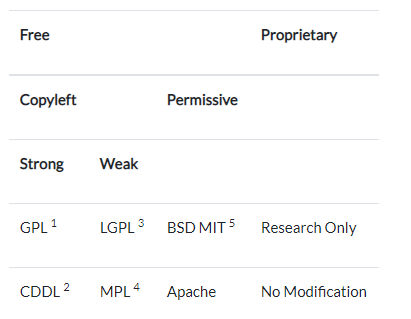 Free Proprietary
Copyleft Permissive
Strong Weak
GPL 1 LGPL 3 BSD MIT 5 Research Only
CDDL 2 MPL 4 Apache No Modification